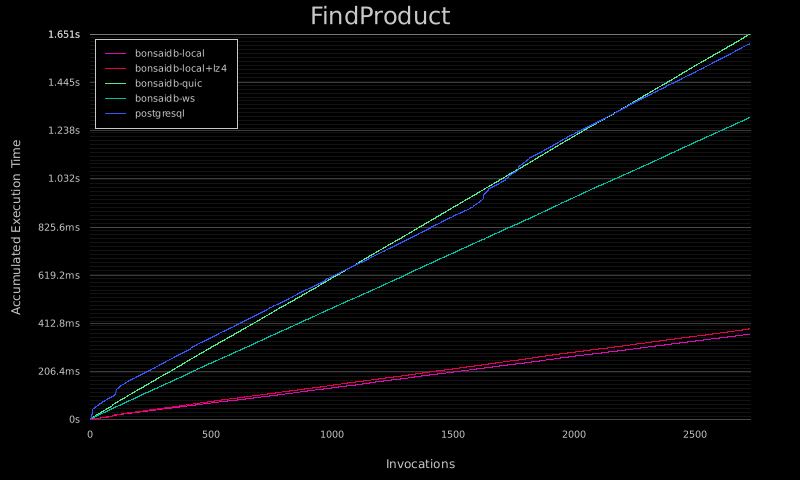 FindProduct
1.651s
1.445s
1.238s
1.032s
825.6ms
619.2ms
412.8ms
206.4ms
0s
bonsaidb-local
bonsaidb-local+lz4
bonsaidb-quic
bonsaidb-ws
postgresql
Accumulated Execution Time
0 500 1000 1500 2000 2500
Invocations